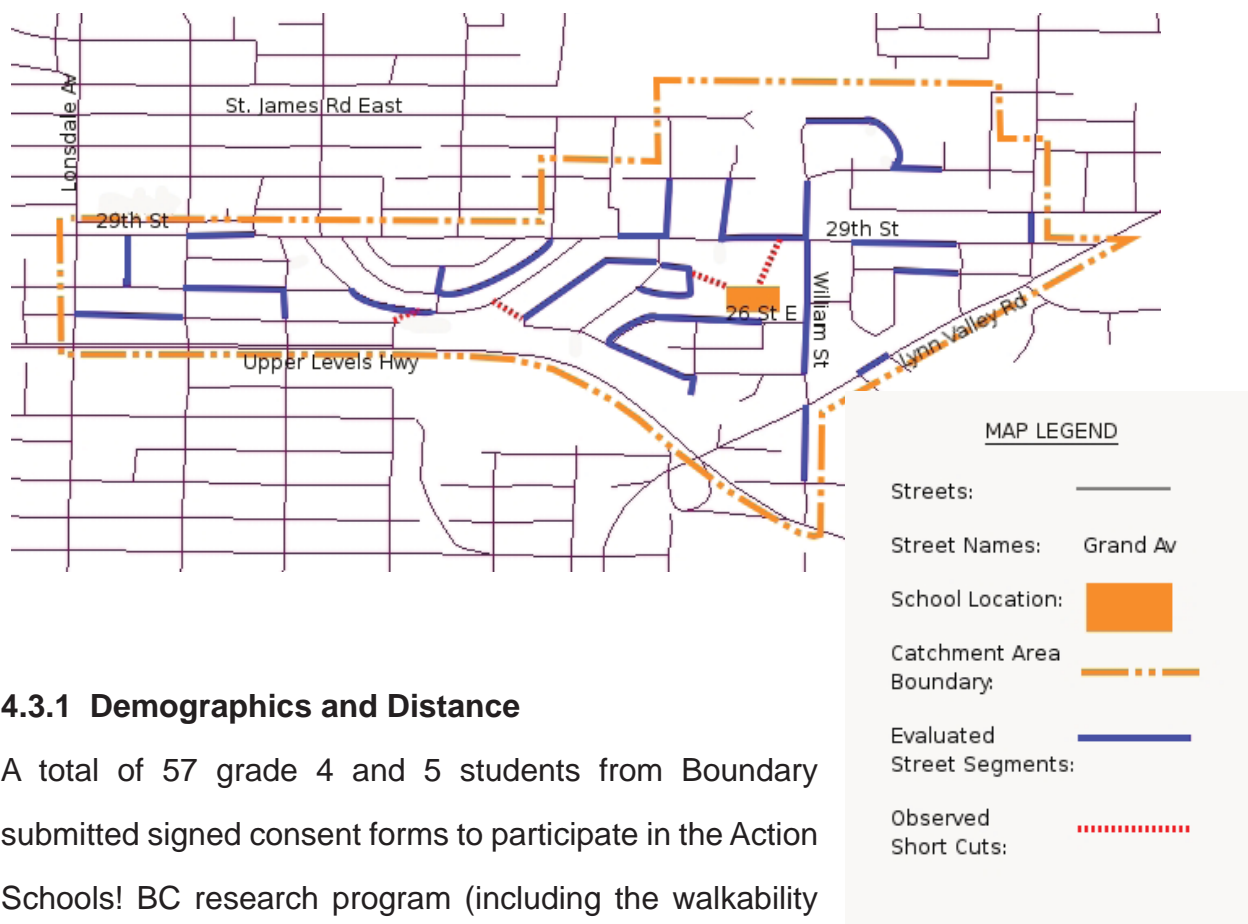 Lonsdale Av
St. James Rd East
29th St
29th St
William St
26 St E
Lynn Valley Rd
Upper Levels Hwy
MAP LEGEND
Streets:
Street Names: Grand Av
School Location:
Catchment Area
Boundary:
Evaluated
Street Segments:
Observed
Short Cuts:
4.3.1 Demographics and Distance
A total of 57 grade 4 and 5 students from Boundary
submitted signed consent forms to participate in the Action
Schools! BC research program (including the walkability